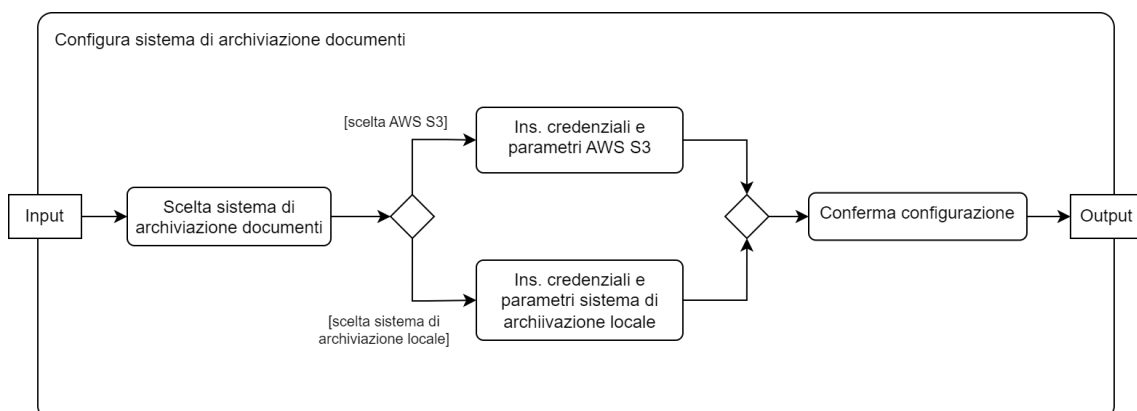 Configura sistema di archiviazione documenti
[scelta AWS S3]
Ins. credenziali e
parametri AWS S3
Input
Scelta sistema di
archiviazione documenti
Conferma configurazione
Output
Ins. credenziali e
parametri sistema di
archiivazione locale
[scelta sistema di
archiviazione locale]